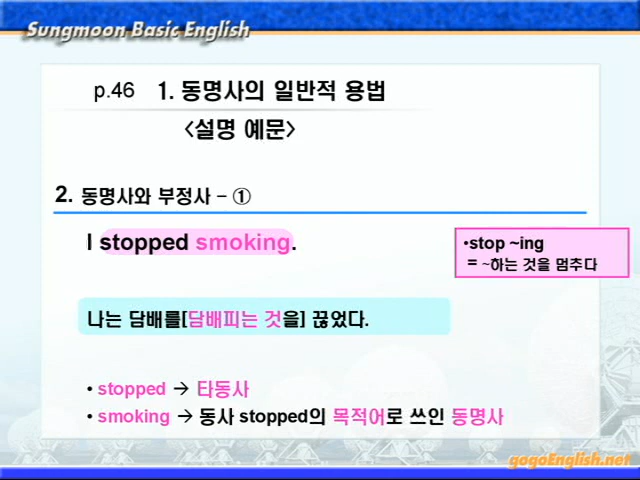 Sungmoon Basic English
p.46 1. 동명사의 일반적 용법
<설명 예문>
2. 동명사와 부정사 – ①
I stopped smoking.
•stop ~ing
= ~하는 것을 멈추다
나는 담배를[담배피는 것을] 끊었다.
• stopped → 타동사
• smoking → 동사 stopped의 목적어로 쓰인 동명사
gogoEnglish.net